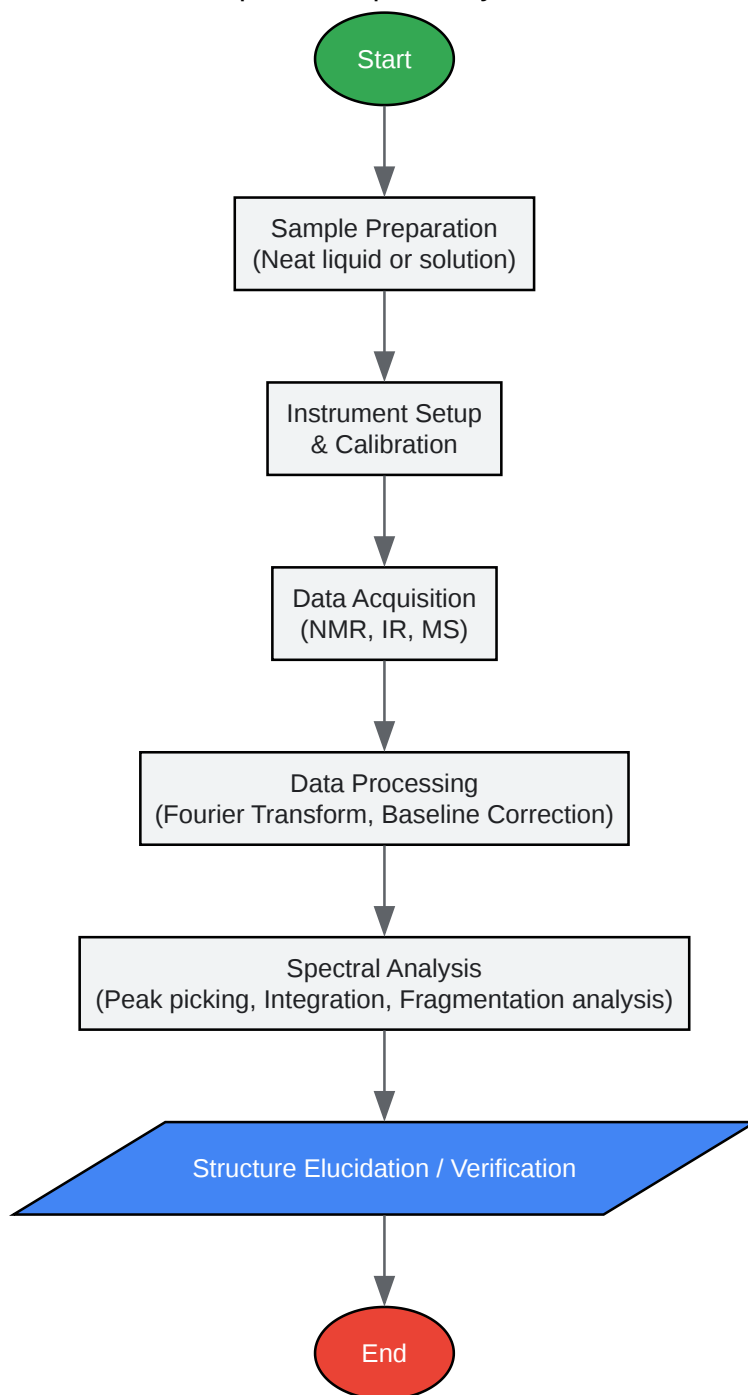 Start
Sample Preparation
(Neat liquid or solution)
Instrument Setup
& Calibration
Data Acquisition
(NMR, IR, MS)
Data Processing
(Fourier Transform, Baseline Correction)
Spectral Analysis
(Peak picking, Integration, Fragmentation analysis)
Structure Elucidation / Verification
End